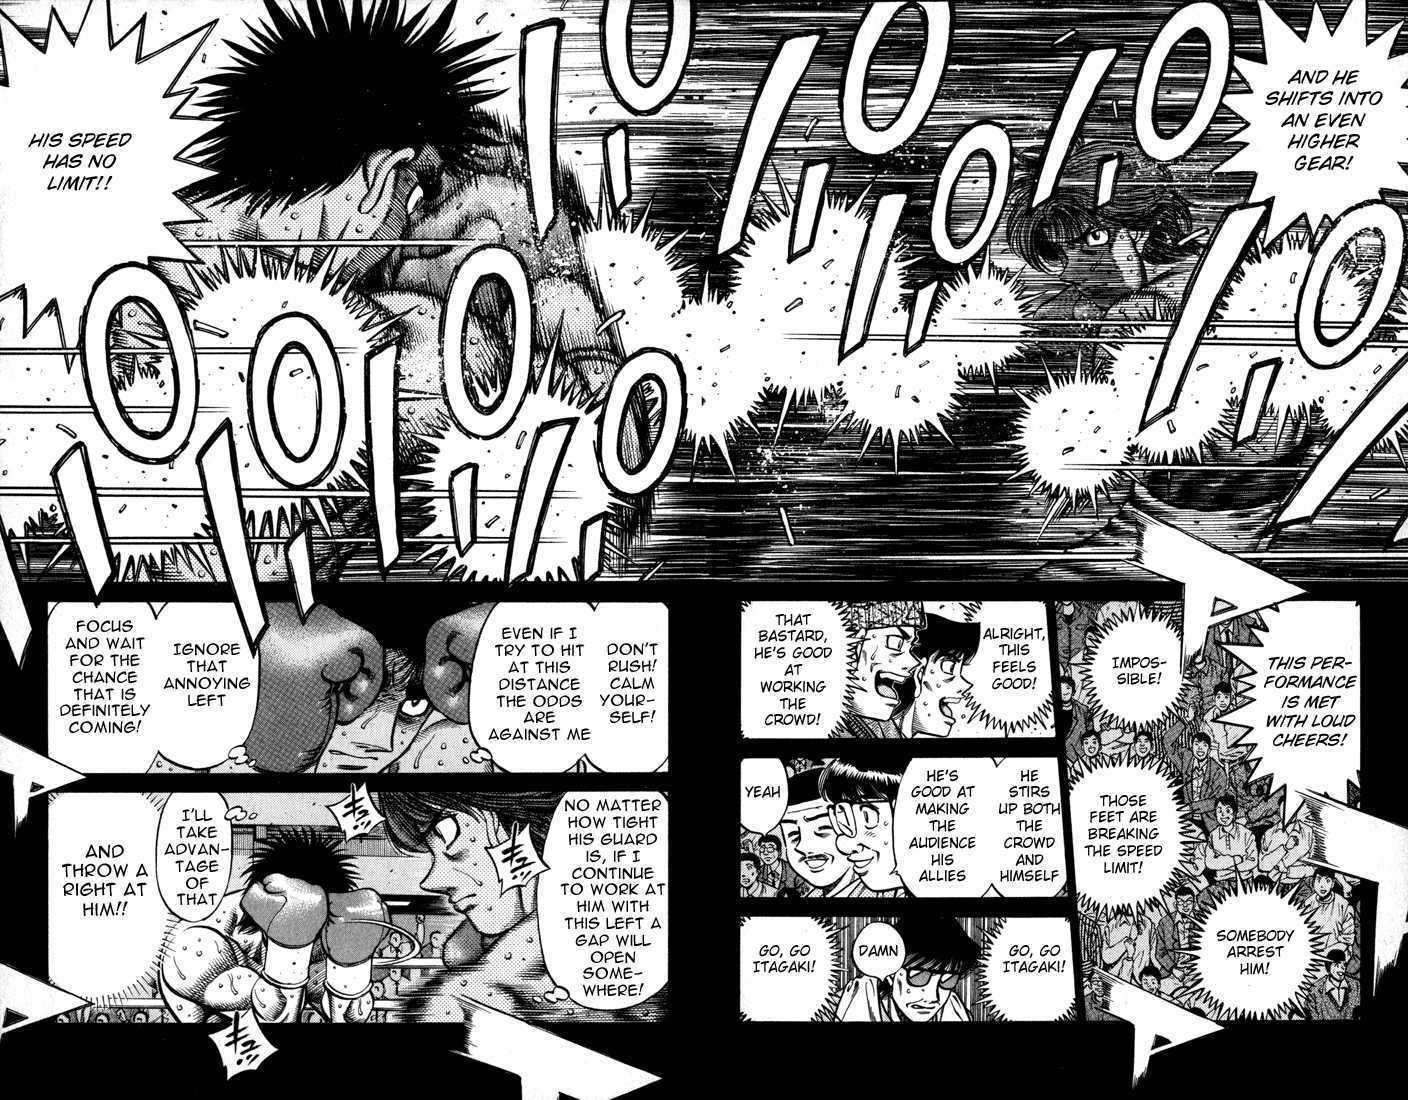 AND HE
SHIFTS INTO
AN EVEN
HIGHER
GEAR!
HIS SPEED
HAS NO
LIMIT!!
THIS PER-
FORMANCE
IS MET
WITH LOUD
CHEERS!
IMPOS-
SIBLE!
THOSE
FEET ARE
BREAKING
THE SPEED
LIMIT!
SOMEBODY
ARREST
HIM!
ALRIGHT,
THIS
FEELS
GOOD!
THAT
BASTARD,
HE'S GOOD
AT
WORKING
THE
CROWD!
HE
STIRS
UP BOTH
THE
CROWD
AND
HIMSELF
HE'S
GOOD AT
MAKING
THE
AUDIENCE
HIS
ALLIES
YEAH
GO, GO
ITAGAKI!
DAMN
GO, GO
ITAGAKI!
DON'T
RUSH!
CALM
YOUR-
SELF!
EVEN IF I
TRY TO HIT
AT THIS
DISTANCE
THE ODDS
ARE
AGAINST ME
IGNORE
THAT
ANNOYING
LEFT
FOCUS
AND WAIT
FOR THE
CHANCE
THAT IS
DEFINITELY
COMING!
NO MATTER
HOW TIGHT
HIS GUARD
IS, IF I
CONTINUE
TO WORK AT
HIM WITH
THIS LEFT A
GAP WILL
OPEN
SOME-
WHERE!
I'LL
TAKE
ADVAN-
TAGE OF
THAT
AND
THROW A
RIGHT AT
HIM!!